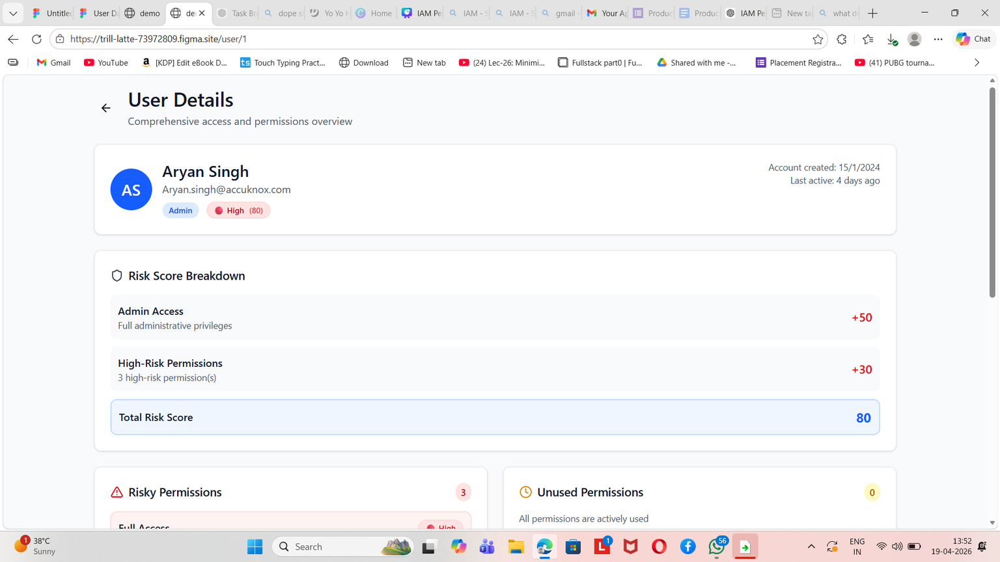 Untitle
User Da
demo
de
Task Br
dope s
Yo Yo H
Home
IAM Pe
IAM - S
IAM - S
gmail -
Your Ap
Produc
Produc
IAM Pe
New ta
what d
https://trill-latte-73972809.figma.site/user/1
Chat
Gmail
YouTube
[KDP] Edit eBook D...
Touch Typing Pract...
Download
New tab
(24) Lec-26: Minimi...
Fullstack part0 | Fu...
Shared with me -...
Placement Registra...
(41) PUBG tourna...
User Details
Comprehensive access and permissions overview
AS
Aryan Singh
Aryan.singh@accuknox.com
Admin
High (80)
Account created: 15/1/2024
Last active: 4 days ago
Risk Score Breakdown
Admin Access
Full administrative privileges
+50
High-Risk Permissions
3 high-risk permission(s)
+30
Total Risk Score
80
Risky Permissions
3
Full Access
High
Unused Permissions
0
All permissions are actively used
1
38°C
Sunny
Search
1
56
ENG
IN
13:52
19-04-2026